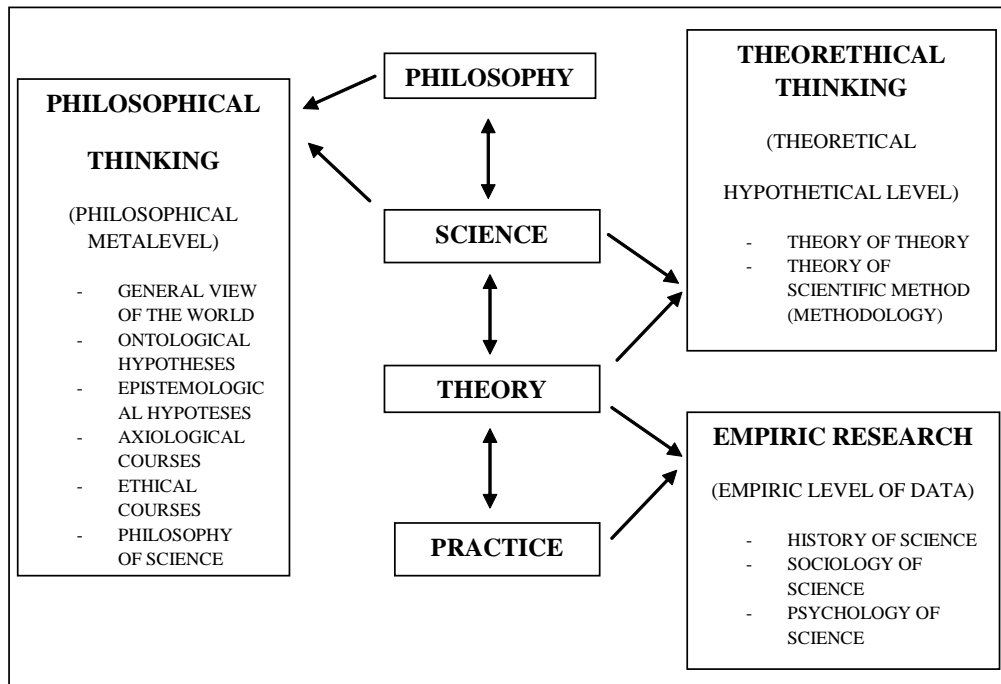 PHILOSOPHICAL
THINKING
(PHILOSOPHICAL
METALEVEL)
- GENERAL VIEW
OF THE WORLD
- ONTOLOGICAL
HYPOTHESES
- EPISTEMOLOGIC
AL HYPOTESES
- AXIOLOGICAL
COURSES
- ETHICAL
COURSES
- PHILOSOPHY
OF SCIENCE
PHILOSOPHY
SCIENCE
THEORY
PRACTICE
THEORETHICAL
THINKING
(THEORETICAL
HYPOTHETICAL LEVEL)
- THEORY OF THEORY
- THEORY OF
SCIENTIFIC METHOD
(METHODOLOGY)
EMPIRIC RESEARCH
(EMPIRIC LEVEL OF DATA)
- HISTORY OF SCIENCE
- SOCIOLOGY OF
SCIENCE
- PSYCHOLOGY OF
SCIENCE